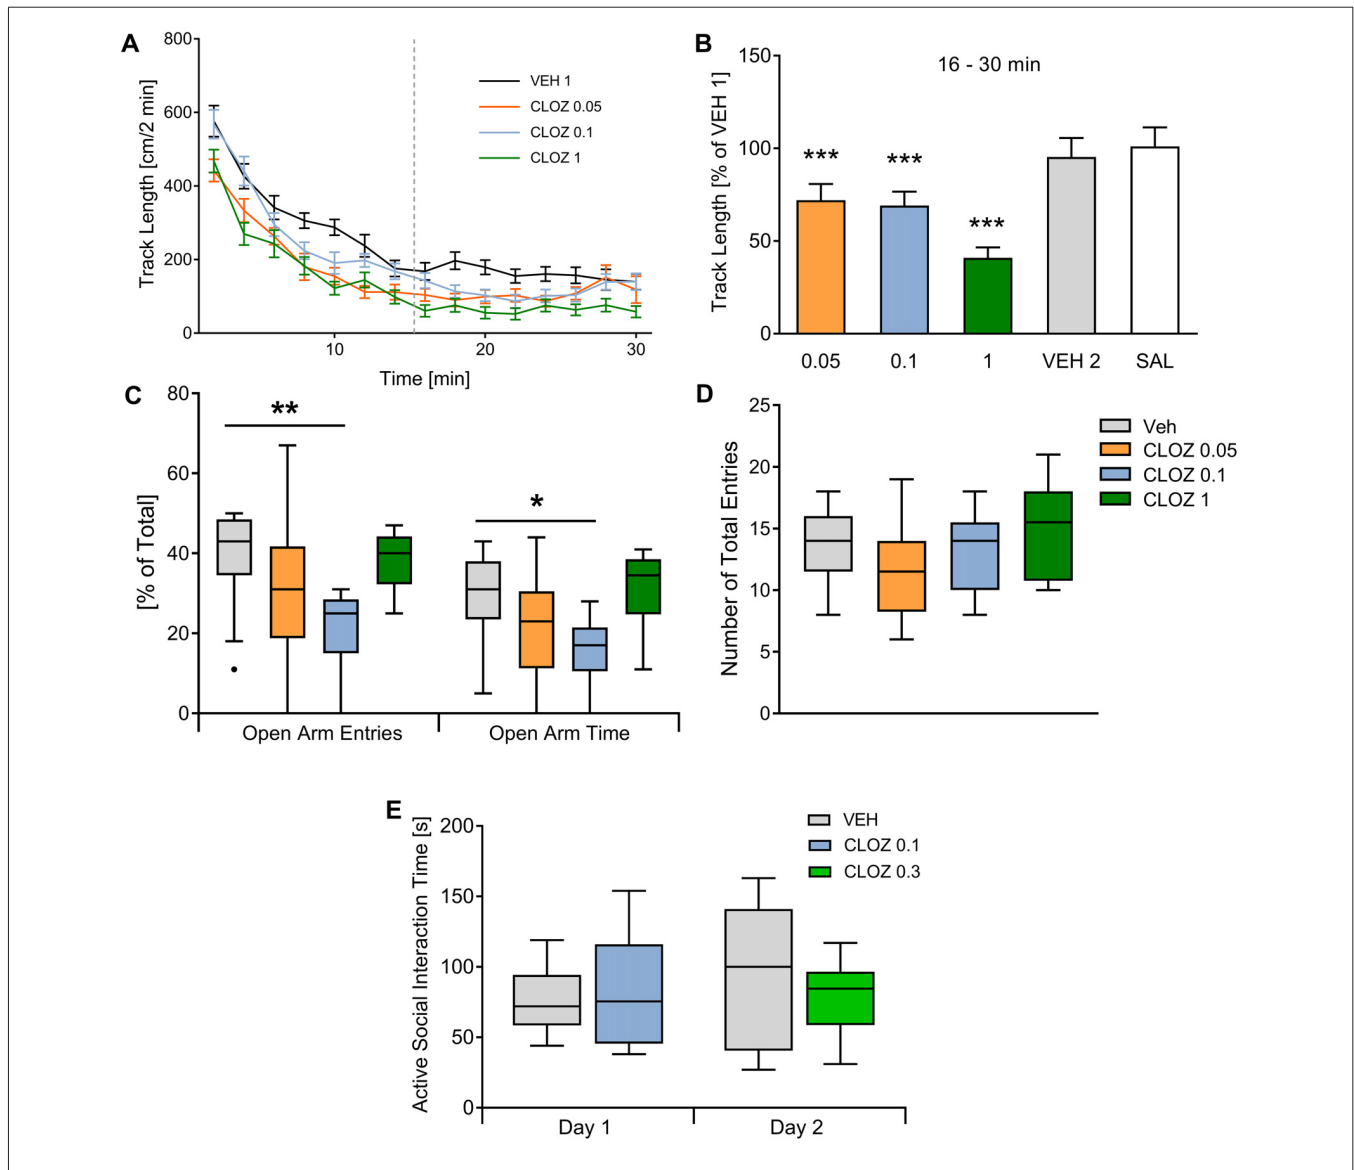 A
Track Length [cm/2 min]
800
600
400
200
0
10
20
30
Time [min]
VEH 1
CLOZ 0.05
CLOZ 0.1
CLOZ 1
B
Track Length [% of VEH 1]
150
100
50
0
16 - 30 min
***
***
***
0.05
0.1
1
VEH 2
SAL
C
[% of Total]
80
60
40
20
0
**
*
Open Arm Entries
Open Arm Time
D
Number of Total Entries
25
20
15
10
5
0
Veh
CLOZ 0.05
CLOZ 0.1
CLOZ 1
E
Active Social Interaction Time [s]
200
150
100
50
0
VEH
CLOZ 0.1
CLOZ 0.3
Day 1
Day 2